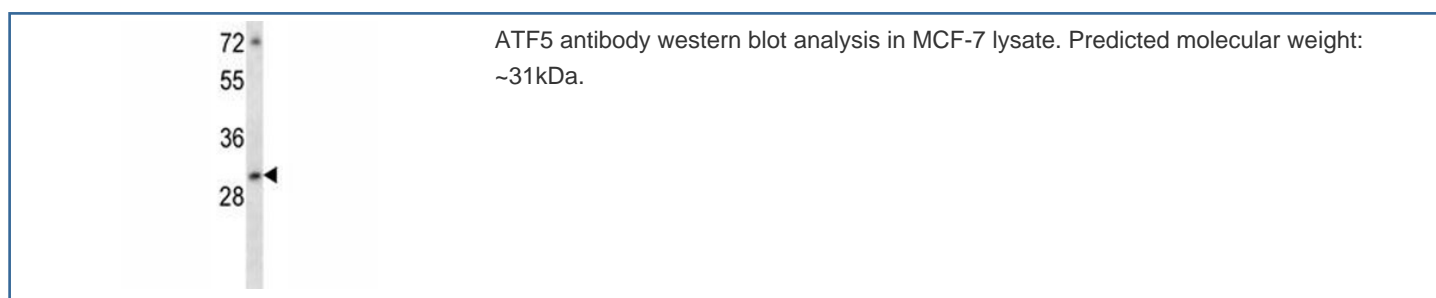 72
55
36
28
ATF5 antibody western blot analysis in MCF-7 lysate. Predicted molecular weight:
~31kDa.